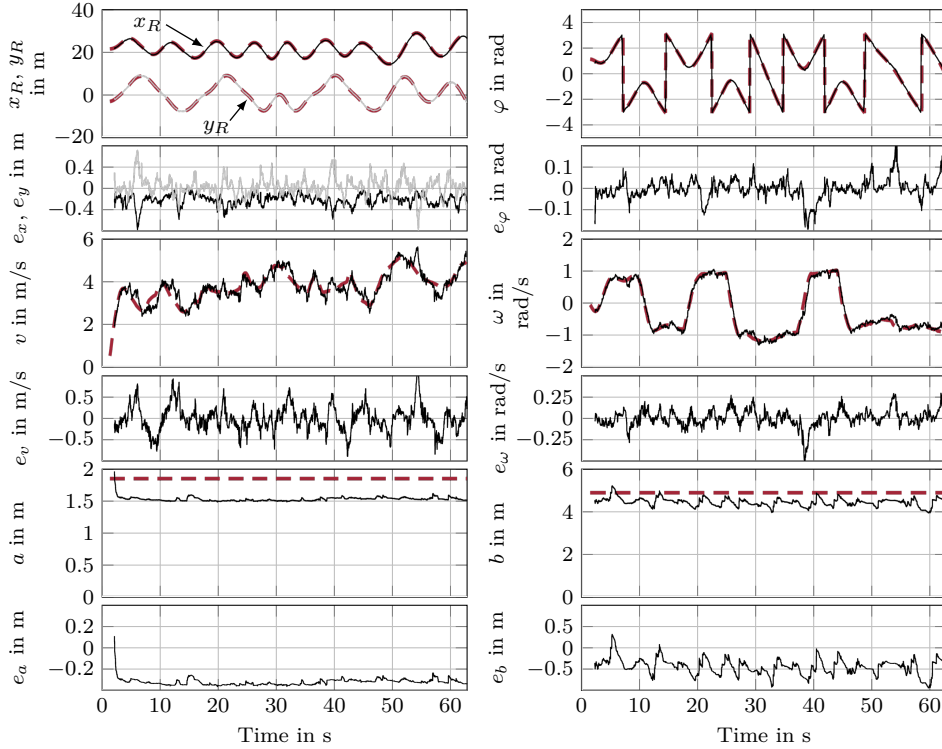 x_R, y_R
in m
40
20
0
−20
x_R
y_R
φ in rad
4
2
0
−2
−4
e_x, e_y in m
0.4
0
−0.4
e_φ in rad
0.1
0
−0.1
v in m/s
6
4
2
0
ω in
rad/s
2
1
0
−1
−2
e_v in m/s
0.5
0
−0.5
e_ω in rad/s
0.25
0
−0.25
a in m
2
1.5
1
0.5
0
b in m
6
4
2
0
e_a in m
0.2
0
−0.2
0 10 20 30 40 50 60
Time in s
e_b in m
0.5
0
−0.5
0 10 20 30 40 50 60
Time in s